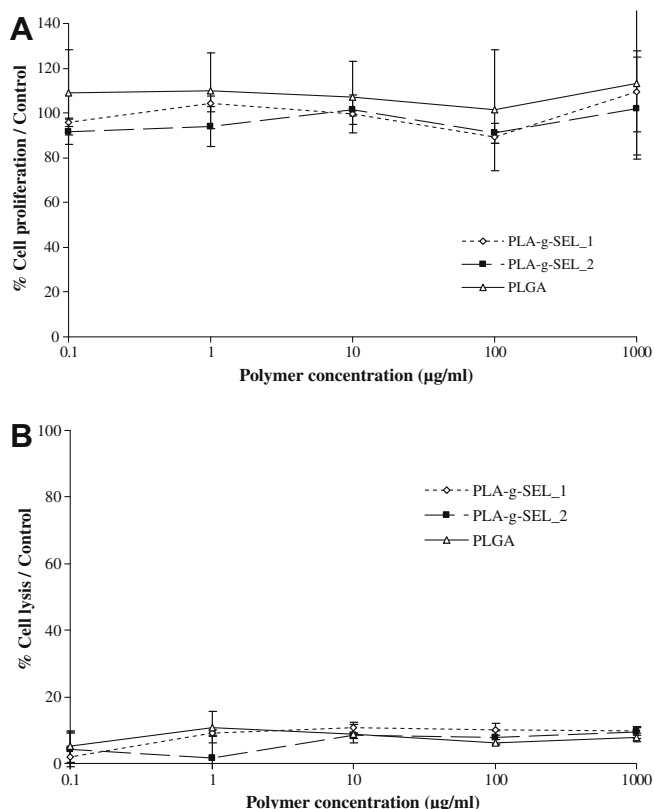 A
140
120
100
80
60
40
20
0
% Cell proliferation / Control
PLA-g-SEL_1
PLA-g-SEL_2
PLGA
0.1 1 10 100 1000
Polymer concentration (µg/ml)
B
100
80
60
40
20
0
% Cell lysis / Control
PLA-g-SEL_1
PLA-g-SEL_2
PLGA
0.1 1 10 100 1000
Polymer concentration (µg/ml)